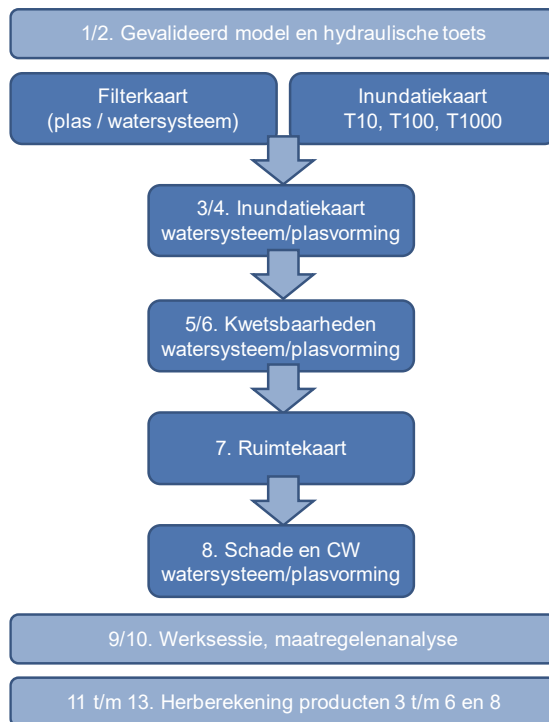 1/2. Gevalideerd model en hydraulische toets
Filterkaart
(plas / watersysteem)
Inundatiekaart
T10, T100, T1000
3/4. Inundatiekaart
watersysteem/plasvorming
5/6. Kwetsbaarheden
watersysteem/plasvorming
7. Ruimtekaart
8. Schade en CW
watersysteem/plasvorming
9/10. Werksessie, maatregelenanalyse
11 t/m 13. Herberekening producten 3 t/m 6 en 8